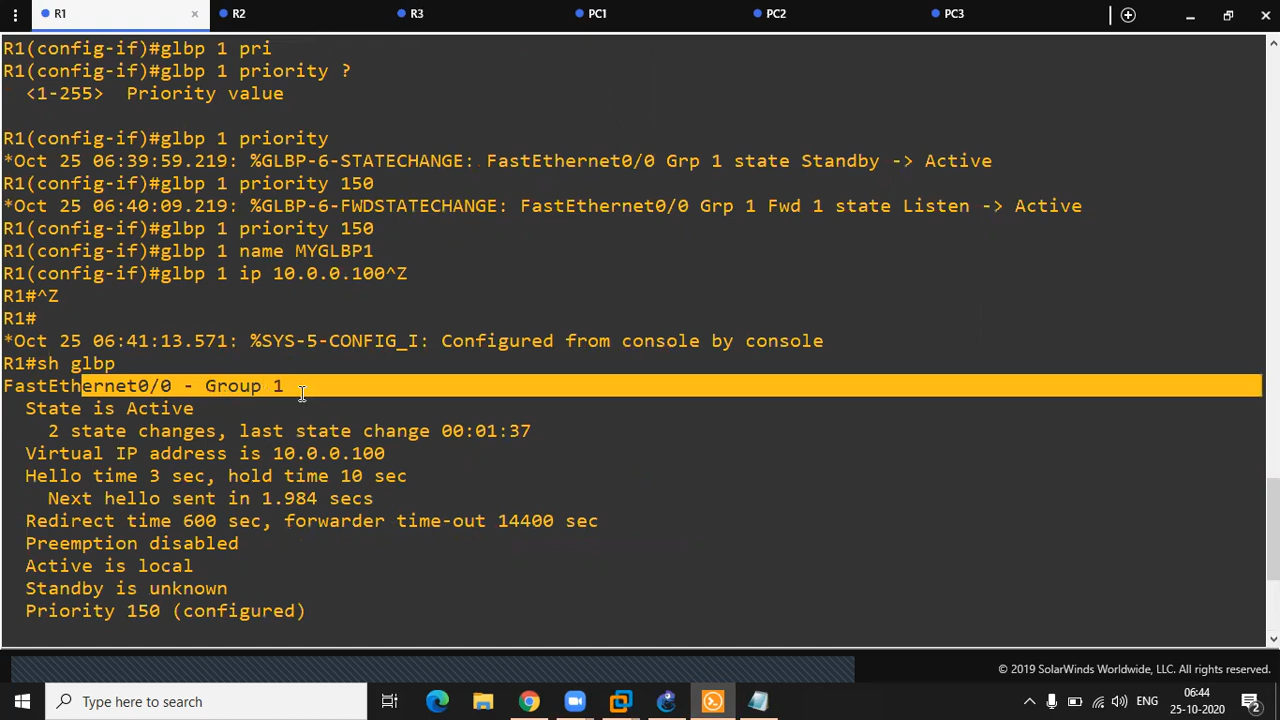 R1
R2
R3
PC1
PC2
PC3
R1(config-if)#glbp 1 pri
R1(config-if)#glbp 1 priority ?
<1-255>  Priority value
R1(config-if)#glbp 1 priority
*Oct 25 06:39:59.219: %GLBP-6-STATECHANGE: FastEthernet0/0 Grp 1 state Standby -> Active
R1(config-if)#glbp 1 priority 150
*Oct 25 06:40:09.219: %GLBP-6-FWDSTATECHANGE: FastEthernet0/0 Grp 1 Fwd 1 state Listen -> Active
R1(config-if)#glbp 1 priority 150
R1(config-if)#glbp 1 name MYGLBP1
R1(config-if)#glbp 1 ip 10.0.0.100^Z
R1#^Z
R1#
*Oct 25 06:41:13.571: %SYS-5-CONFIG_I: Configured from console by console
R1#sh glbp
FastEthernet0/0 - Group 1
State is Active
2 state changes, last state change 00:01:37
Virtual IP address is 10.0.0.100
Hello time 3 sec, hold time 10 sec
Next hello sent in 1.984 secs
Redirect time 600 sec, forwarder time-out 14400 sec
Preemption disabled
Active is local
Standby is unknown
Priority 150 (configured)
© 2019 SolarWinds Worldwide, LLC. All rights reserved.
Type here to search
ENG
06:44
25-10-2020
2